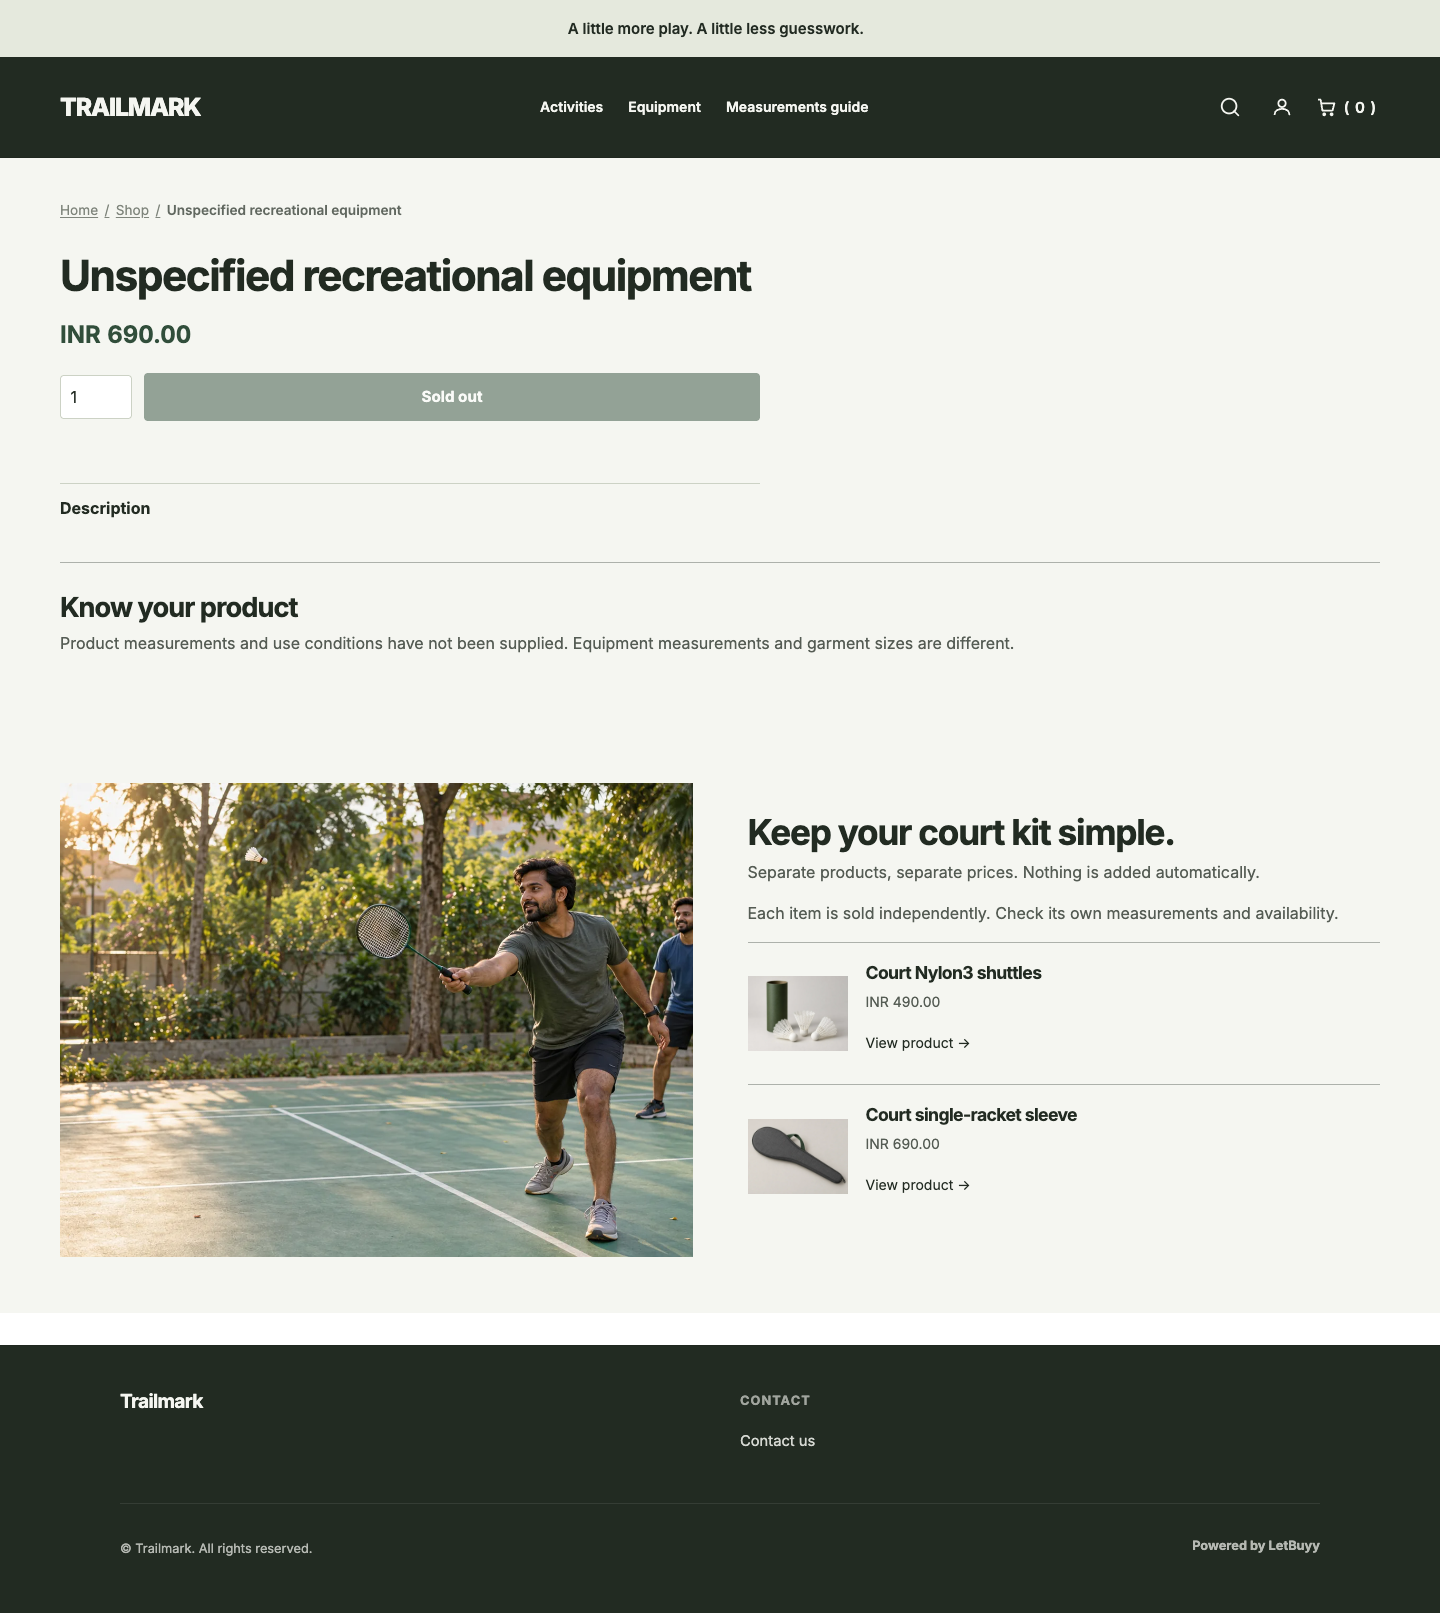 A little more play. A little less guesswork.
TRAILMARK
Activities Equipment Measurements guide
( 0 )
Home / Shop / Unspecified recreational equipment
Unspecified recreational equipment
INR 690.00
1
Sold out
Description
Know your product
Product measurements and use conditions have not been supplied. Equipment measurements and garment sizes are different.
Keep your court kit simple.
Separate products, separate prices. Nothing is added automatically.
Each item is sold independently. Check its own measurements and availability.
Court Nylon3 shuttles
INR 490.00
View product →
Court single-racket sleeve
INR 690.00
View product →
Trailmark
CONTACT
Contact us
© Trailmark. All rights reserved.
Powered by LetBuyy